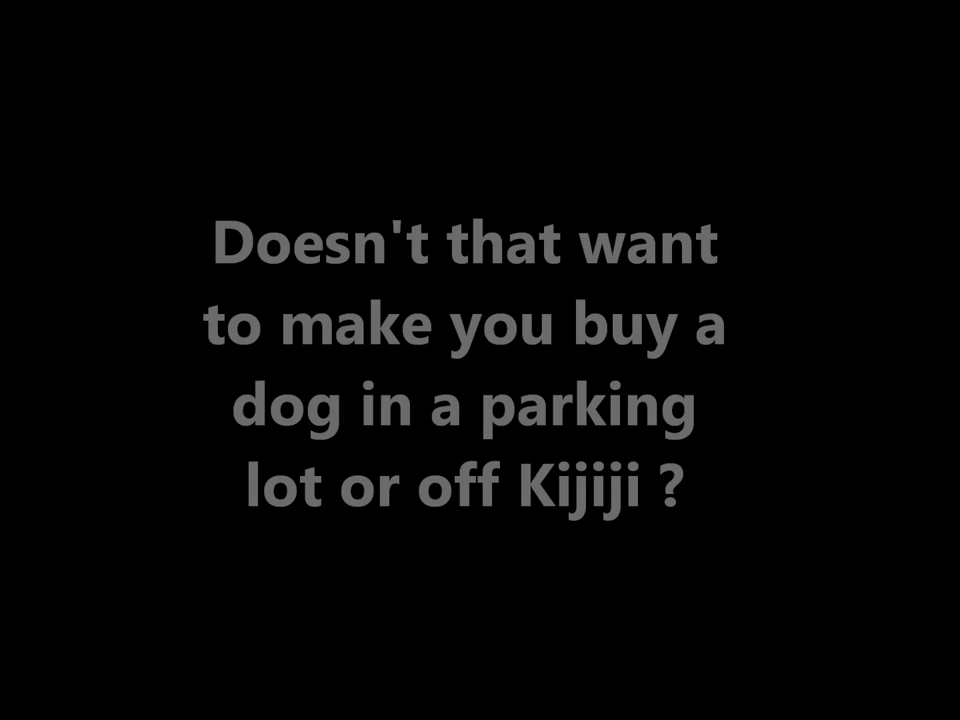 Doesn't that want
to make you buy a
dog in a parking
lot or off Kijiji ?